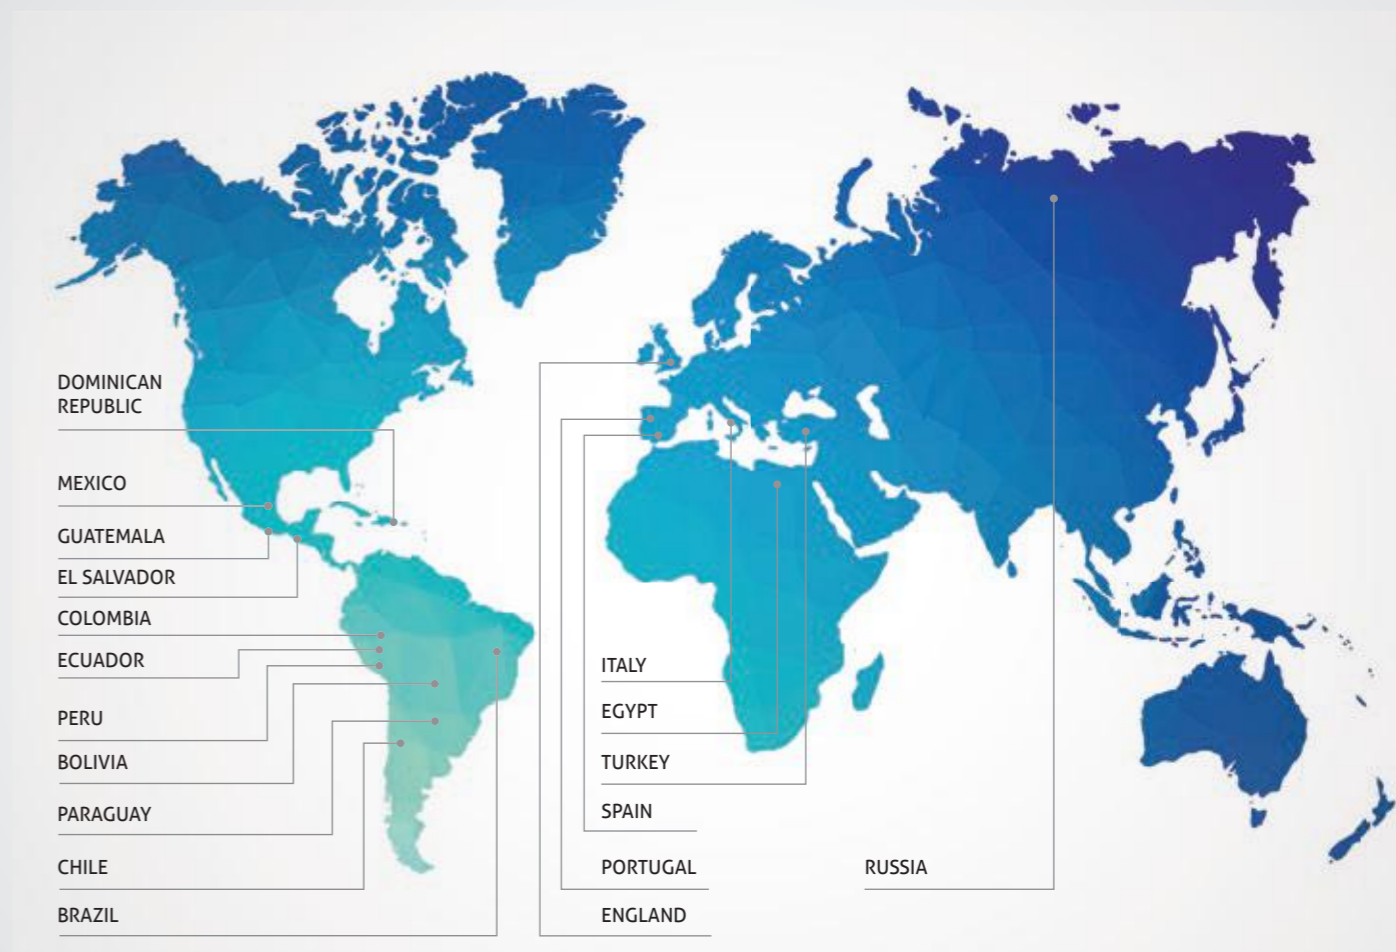 DOMINICAN
REPUBLIC
MEXICO
GUATEMALA
EL SALVADOR
COLOMBIA
ECUADOR
PERU
BOLIVIA
PARAGUAY
CHILE
BRAZIL
ITALY
EGYPT
TURKEY
SPAIN
PORTUGAL
ENGLAND
RUSSIA